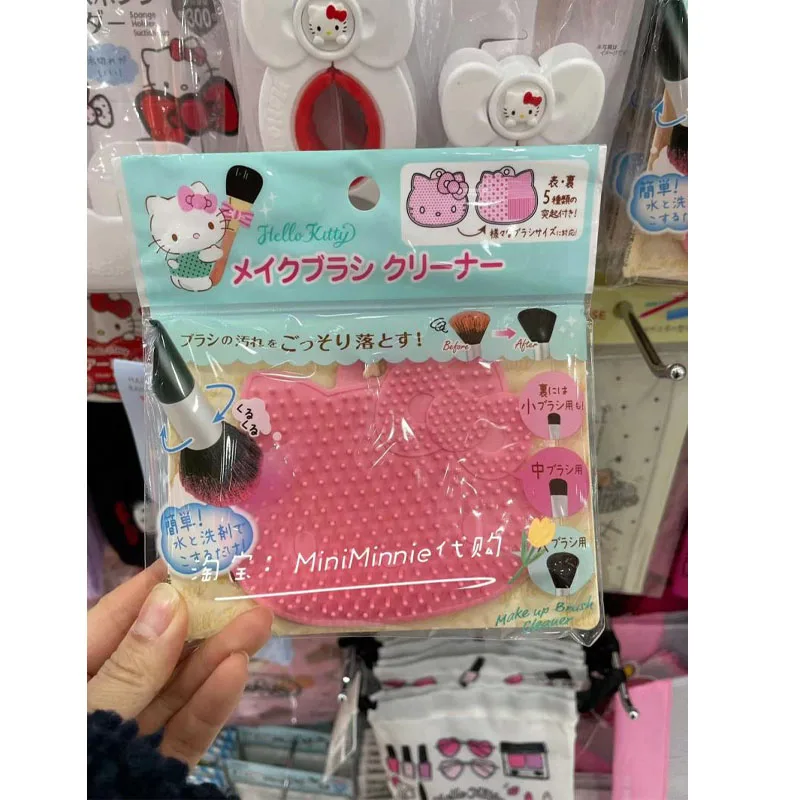 Sponge
300
Hello Kitty
メイクブラシ クリーナー
表・裏
5種類の
突起付き!
様々なブラシサイズに対応!
ブラシの汚れをごっそり落とす!
Before
After
くる
くる
裏には
小ブラシ用も!
中ブラシ用
ブラシ用
簡単!
水と洗剤で
こするだけ!
淘宝:MiniMinnie代购
Make up Brush
Cleaner
簡単!
水と洗
こする
Hello Kitty